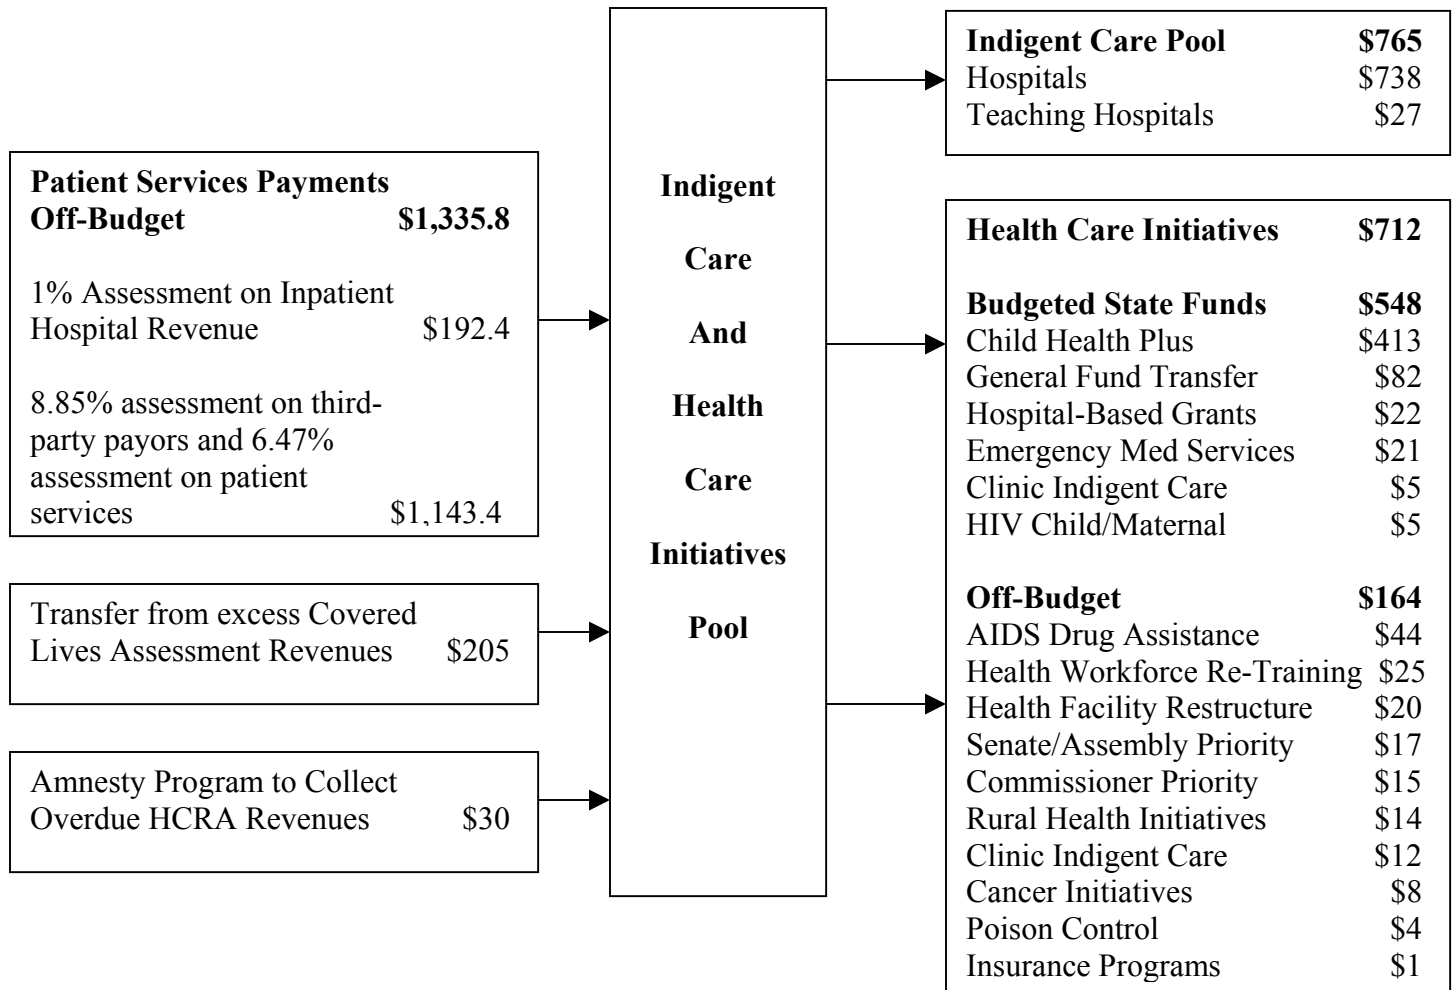 Patient Services Payments
Off-Budget $1,335.8
1% Assessment on Inpatient
Hospital Revenue $192.4
8.85% assessment on third-
party payors and 6.47%
assessment on patient
services $1,143.4
Transfer from excess Covered
Lives Assessment Revenues $205
Amnesty Program to Collect
Overdue HCRA Revenues $30
Indigent
Care
And
Health
Care
Initiatives
Pool
Indigent Care Pool $765
Hospitals $738
Teaching Hospitals $27
Health Care Initiatives $712
Budgeted State Funds $548
Child Health Plus $413
General Fund Transfer $82
Hospital-Based Grants $22
Emergency Med Services $21
Clinic Indigent Care $5
HIV Child/Maternal $5
Off-Budget $164
AIDS Drug Assistance $44
Health Workforce Re-Training $25
Health Facility Restructure $20
Senate/Assembly Priority $17
Commissioner Priority $15
Rural Health Initiatives $14
Clinic Indigent Care $12
Cancer Initiatives $8
Poison Control $4
Insurance Programs $1